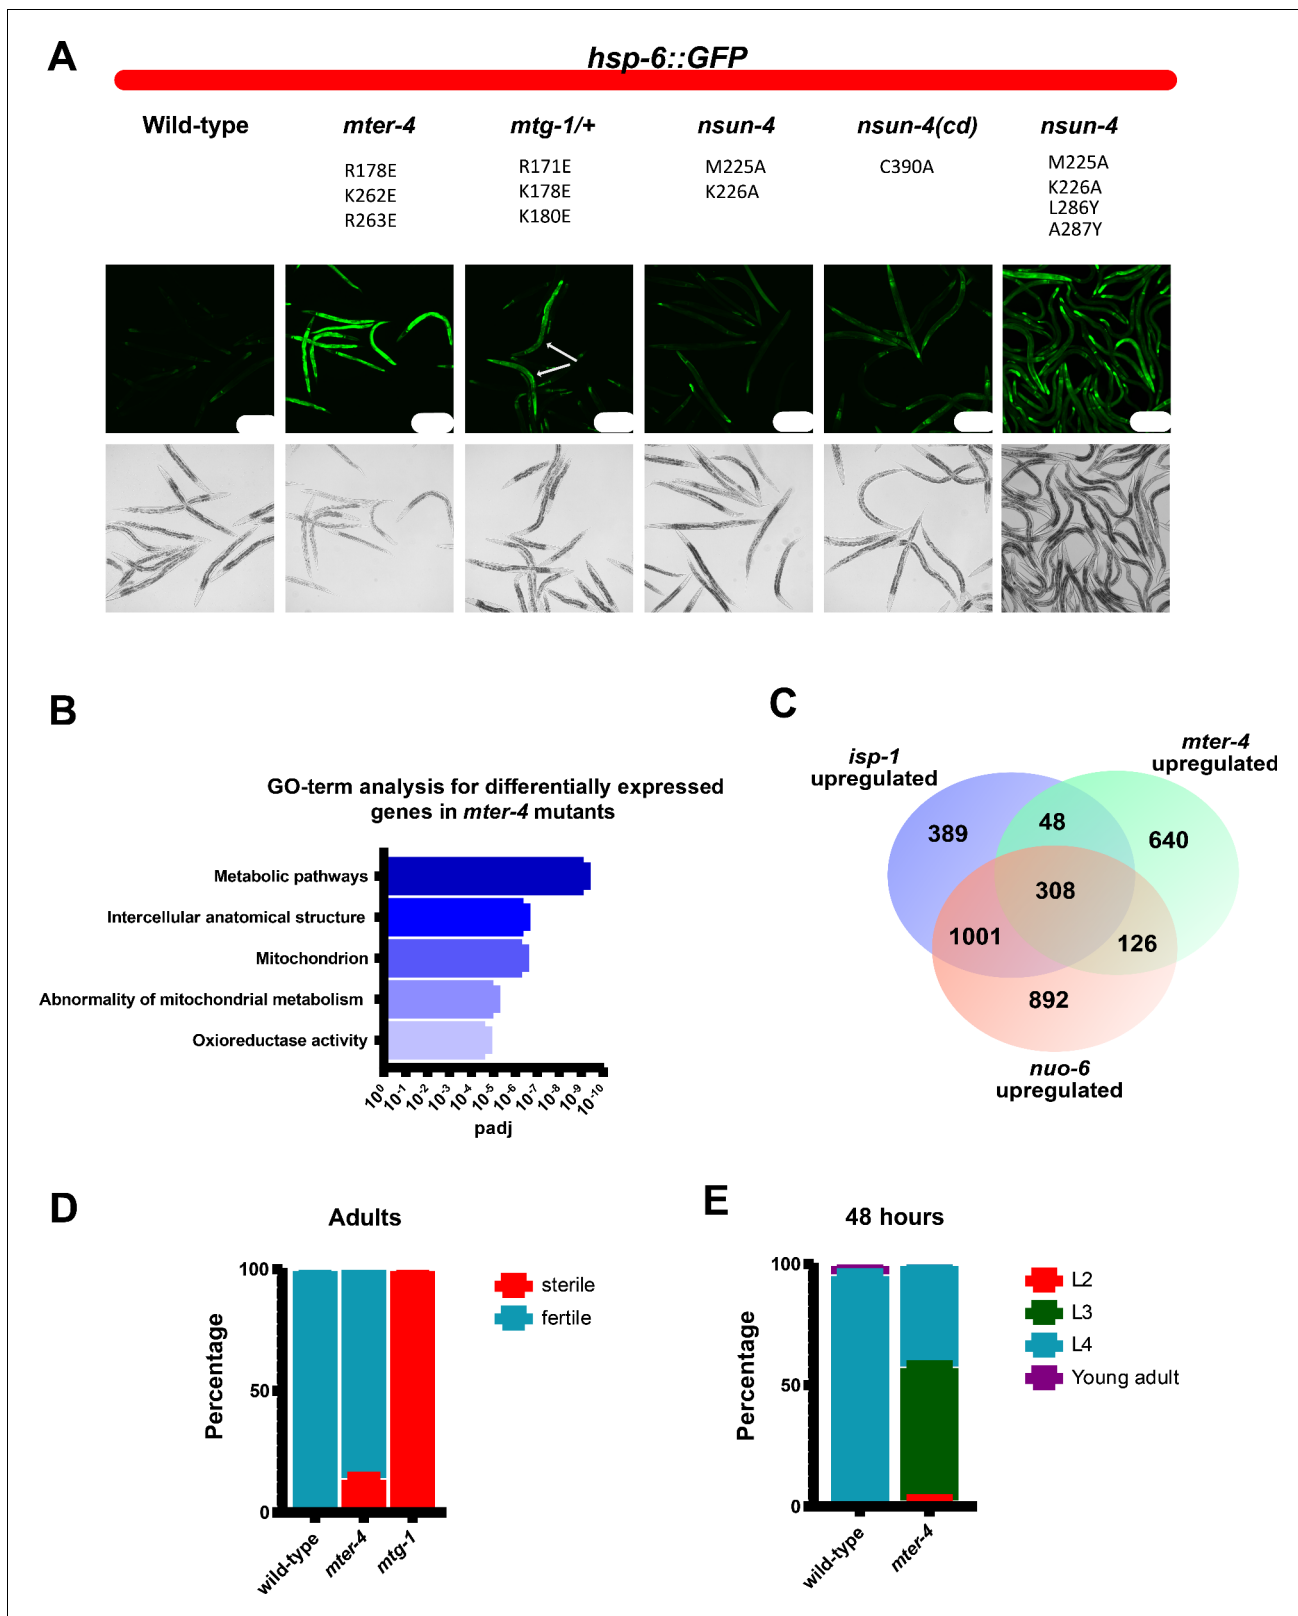 A
hsp-6::GFP
Wild-type mter-4 mtg-1/+ nsun-4 nsun-4(cd) nsun-4
R178E R171E M225A C390A M225A
K262E K178E K226A K226A
R263E K180E L286Y
A287Y
B
GO-term analysis for differentially expressed
genes in mter-4 mutants
Metabolic pathways
Intercellular anatomical structure
Mitochondrion
Abnormality of mitochondrial metabolism
Oxioreductase activity
10^0 10^-1 10^-2 10^-3 10^-4 10^-5 10^-6 10^-7 10^-8 10^-9 10^-10
padj
C
isp-1
upregulated
mter-4
upregulated
389
48
640
308
1001
126
892
nuo-6
upregulated
D
Adults
Percentage
100
50
0
wild-type
mter-4
mtg-1
sterile
fertile
E
48 hours
Percentage
100
50
0
wild-type
mter-4
L2
L3
L4
Young adult